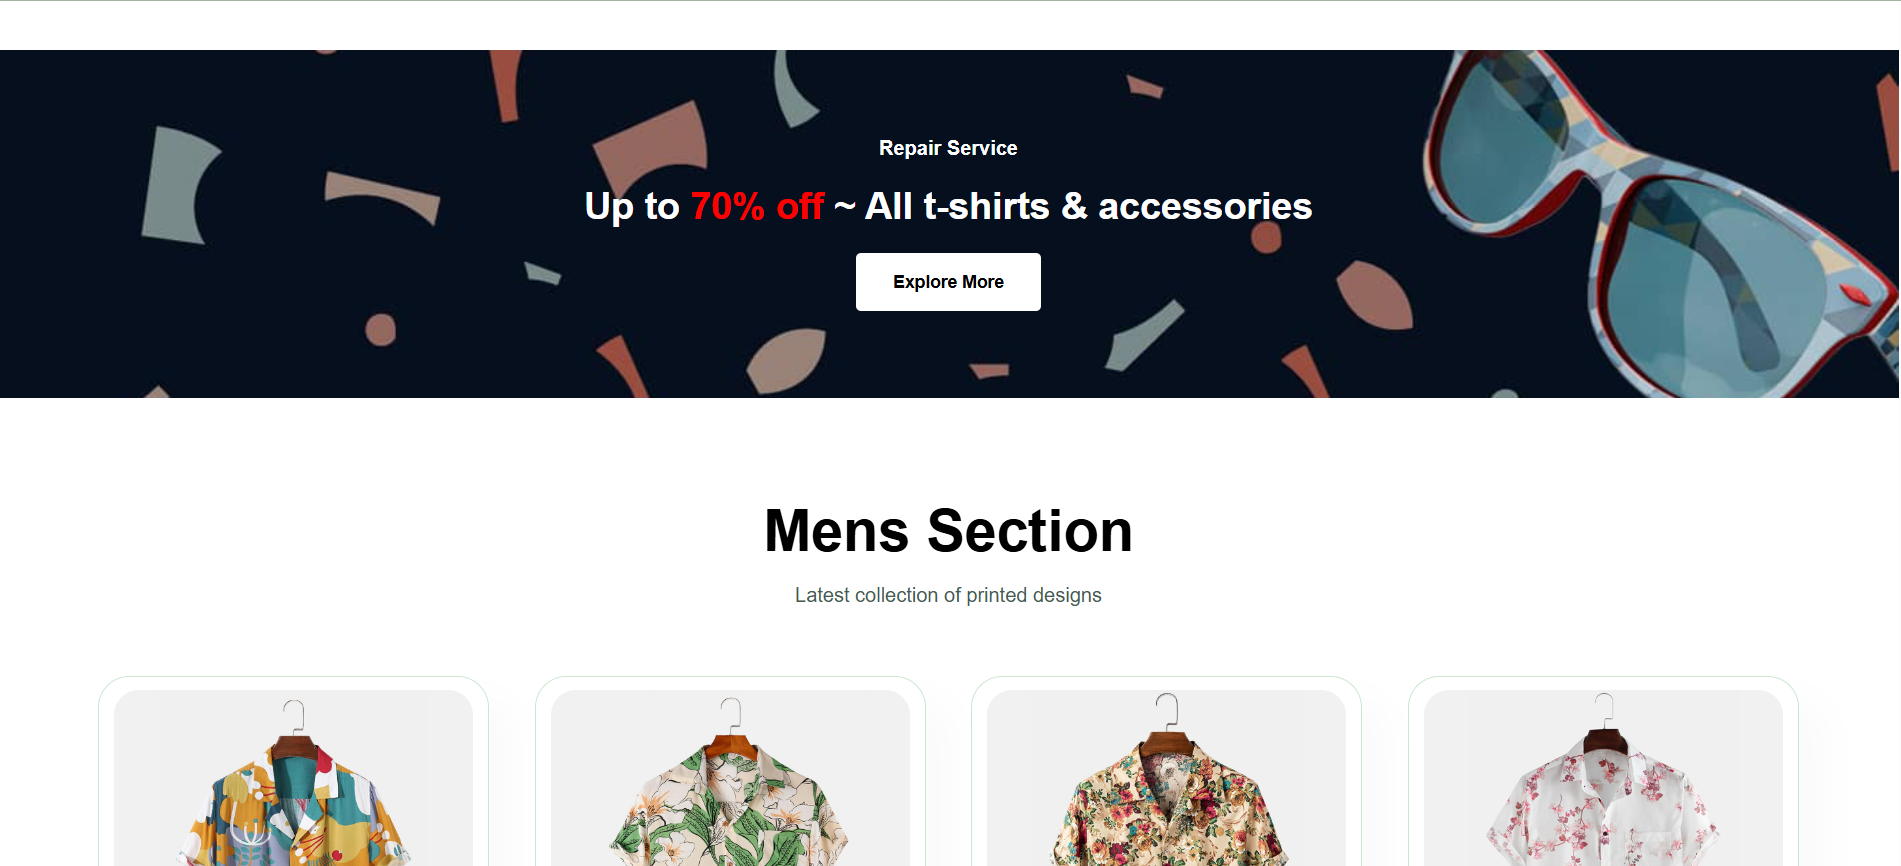 Repair Service
Up to 70% off ~ All t-shirts & accessories
Explore More
Mens Section
Latest collection of printed designs